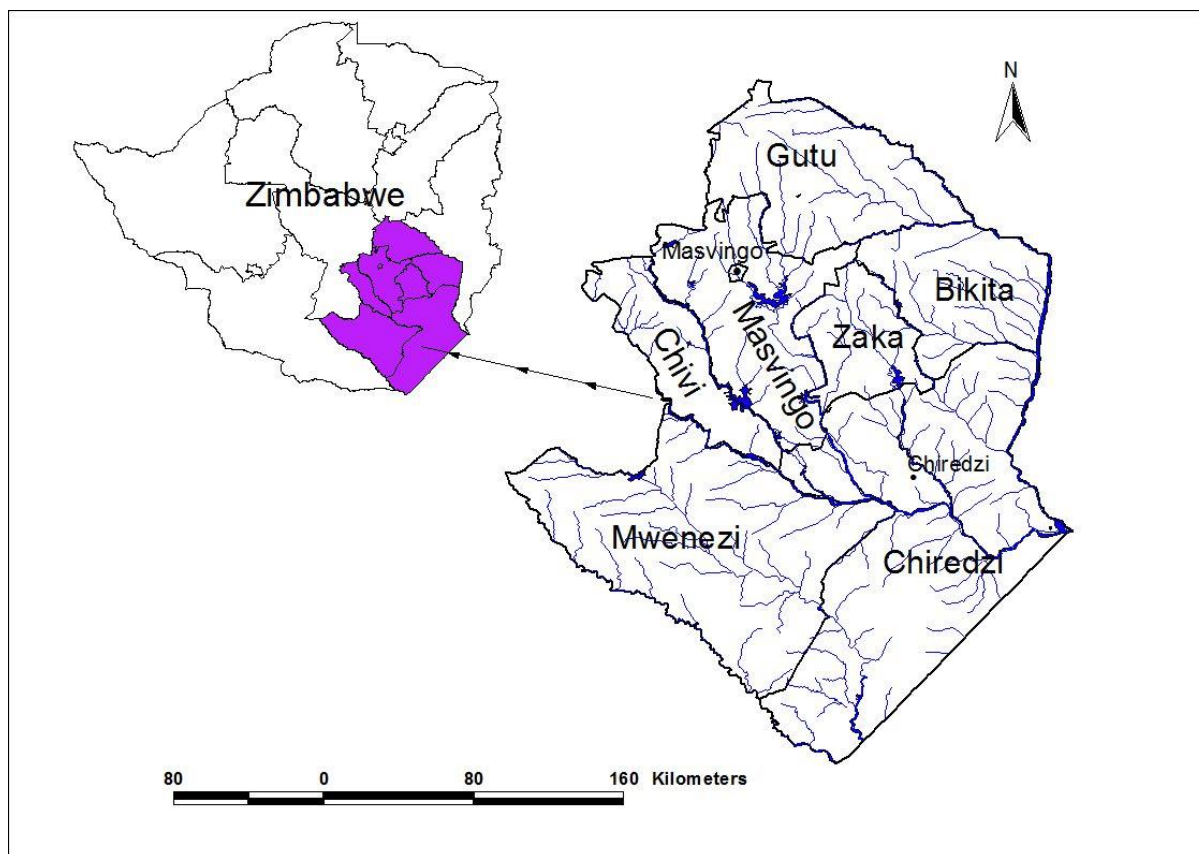 N
Zimbabwe
Gutu
Masvingo
Bikita
Masvingo
Zaka
Chivi
Chiredzi
Mwenezi
Chiredzi
80 0 80 160 Kilometers